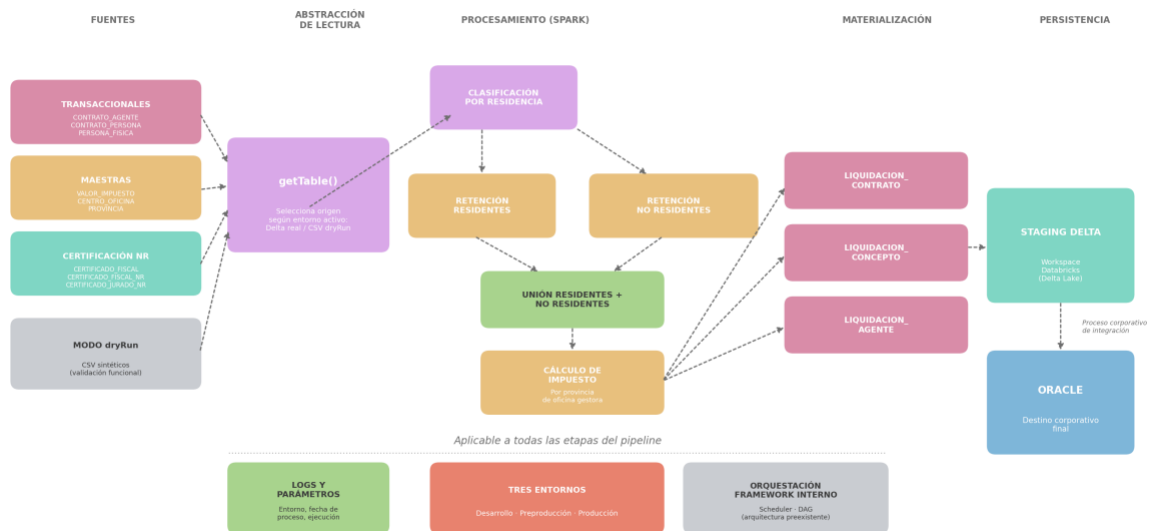 FUENTES
ABSTRACCIÓN
DE LECTURA
PROCESAMIENTO (SPARK)
MATERIALIZACIÓN
PERSISTENCIA
TRANSACCIONALES
CONTRATO_AGENTE
CONTRATO_PERSONA
PERSONA_FISICA
MAESTRAS
VALOR_IMPUESTO
CENTRO_OFICINA
PROVINCIA
CERTIFICACIÓN NR
CERTIFICADO_FISCAL
CERTIFICADO_FISCAL_NR
CERTIFICADO_JURADO_NR
MODO dryRun
CSV sintéticos
(validación funcional)
getTable()
Selecciona origen
según entorno activo:
Delta real / CSV dryRun
CLASIFICACIÓN
POR RESIDENCIA
RETENCIÓN
RESIDENTES
RETENCIÓN
NO RESIDENTES
UNIÓN RESIDENTES +
NO RESIDENTES
CÁLCULO DE
IMPUESTO
Por provincia
de oficina gestora
LIQUIDACION_
CONTRATO
LIQUIDACION_
CONCEPTO
LIQUIDACION_
AGENTE
STAGING DELTA
Workspace
Databricks
(Delta Lake)
Proceso corporativo
de integración
ORACLE
Destino corporativo
final
Aplicable a todas las etapas del pipeline
LOGS Y
PARÁMETROS
Entorno, fecha de
proceso, ejecución
TRES ENTORNOS
Desarrollo · Preproducción · Producción
ORQUESTACIÓN
FRAMEWORK INTERNO
Scheduler · DAG
(arquitectura preexistente)